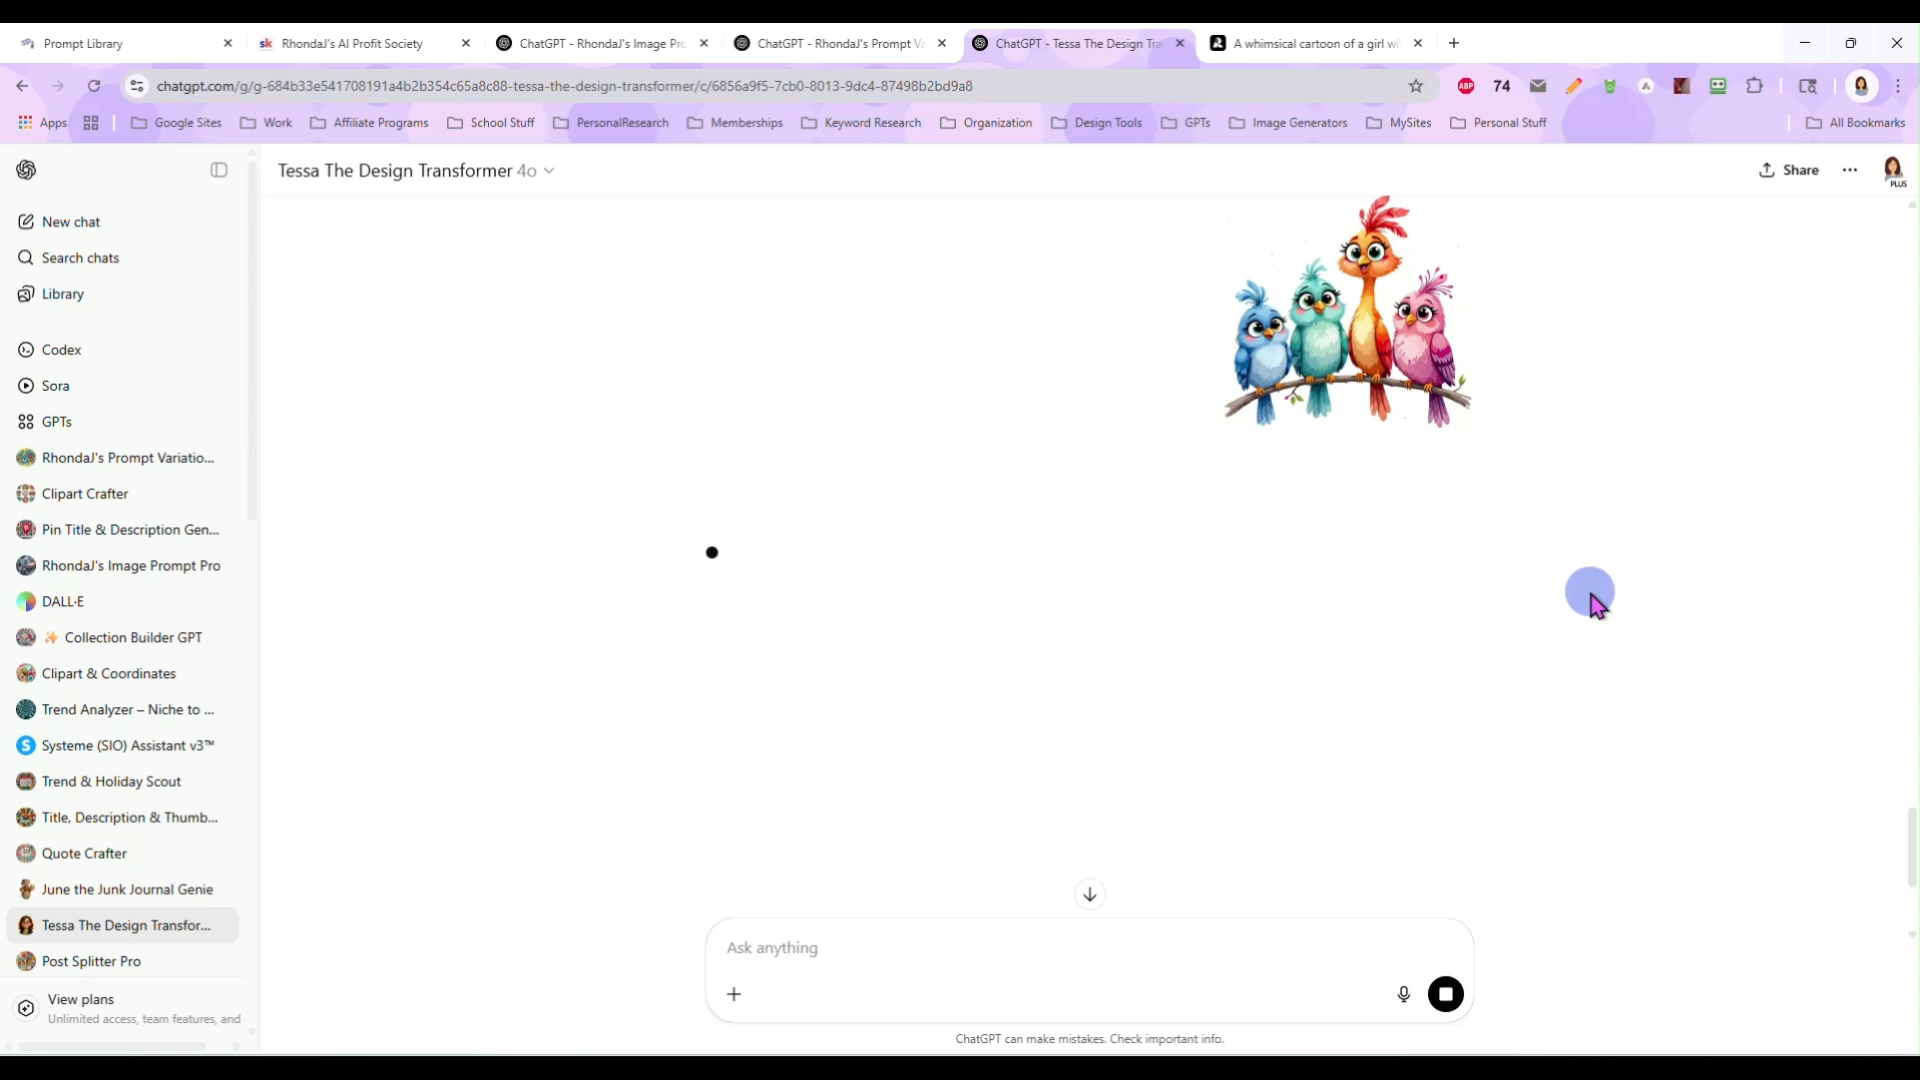 Prompt Library
RhondaJ's AI Profit Society
ChatGPT - RhondaJ's Image Pro
ChatGPT - RhondaJ's Prompt Va
ChatGPT - Tessa The Design Tra
A whimsical cartoon of a girl wi
chatgpt.com/g/g-684b33e541708191a4b2b354c65a8c88-tessa-the-design-transformer/c/6856a9f5-7cb0-8013-9dc4-87498b2bd9a8
ABP
74
Apps
Google Sites
Work
Affiliate Programs
School Stuff
PersonalResearch
Memberships
Keyword Research
Organization
Design Tools
GPTs
Image Generators
MySites
Personal Stuff
All Bookmarks
Tessa The Design Transformer 4o
Share
PLUS
New chat
Search chats
Library
Codex
Sora
GPTs
RhondaJ's Prompt Variatio...
Clipart Crafter
Pin Title & Description Gen...
RhondaJ's Image Prompt Pro
DALL·E
✨ Collection Builder GPT
Clipart & Coordinates
Trend Analyzer – Niche to ...
Systeme (SIO) Assistant v3™
Trend & Holiday Scout
Title, Description & Thumb...
Quote Crafter
June the Junk Journal Genie
Tessa The Design Transfor...
Post Splitter Pro
View plans
Unlimited access, team features, and
Ask anything
ChatGPT can make mistakes. Check important info.